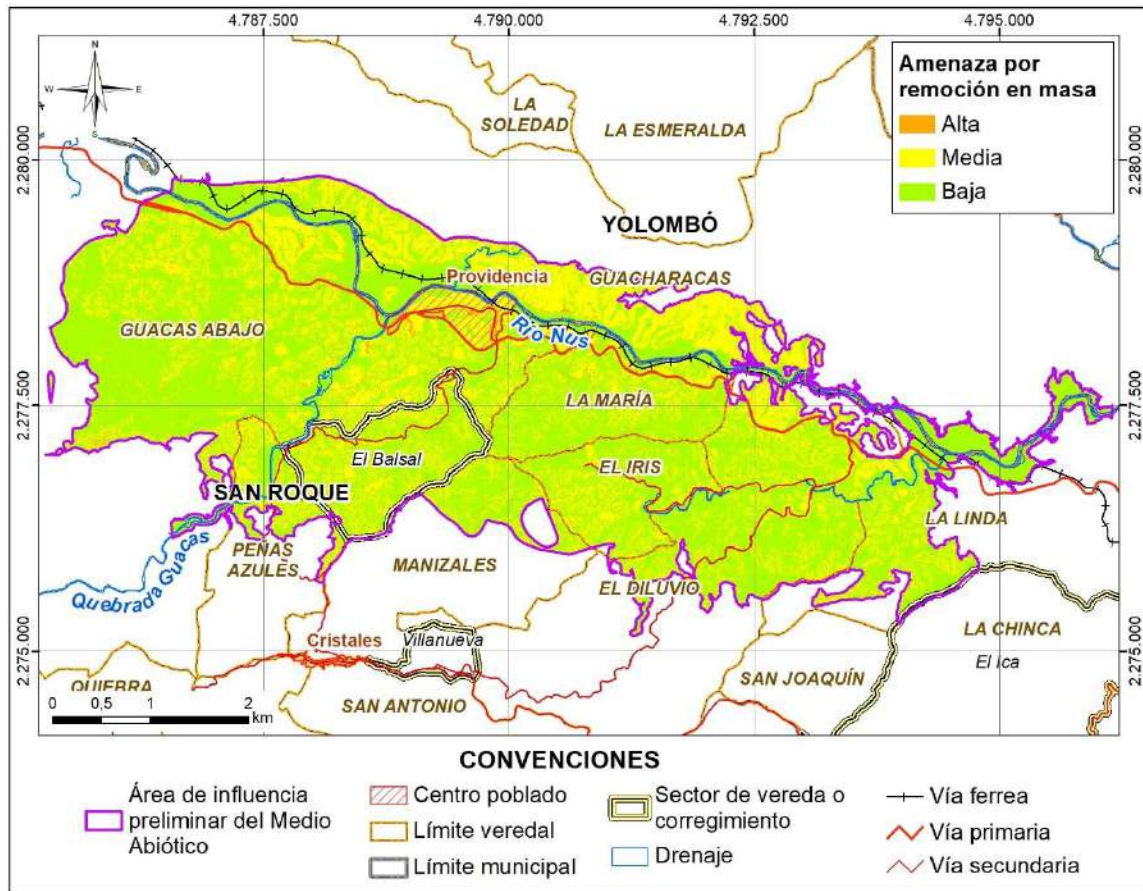 4.787.500
4.790.000
4.792.500
4.795.000
N
W
E
S
Amenaza por
remoción en masa
Alta
Media
Baja
LA
SOLEDAD
LA ESMERALDA
2.280.000
2.280.000
YOLOMBÓ
Providencia
GUACHARACAS
GUACAS ABAJO
Río Nus
2.277.500
2.277.500
LA MARÍA
El Balsal
EL IRIS
SAN ROQUE
LA LINDA
PEÑAS
AZULES
MANIZALES
Quebrada Guacas
EL DILUVIO
LA CHINCA
Cristales
Villanueva
2.275.000
2.275.000
El Ica
QUIEBRA
SAN JOAQUÍN
SAN ANTONIO
0
0,5
1
2
km
CONVENCIONES
Área de influencia
preliminar del Medio
Abiótico
Centro poblado
Límite veredal
Límite municipal
Sector de vereda o
corregimiento
Drenaje
Vía ferrea
Vía primaria
Vía secundaria